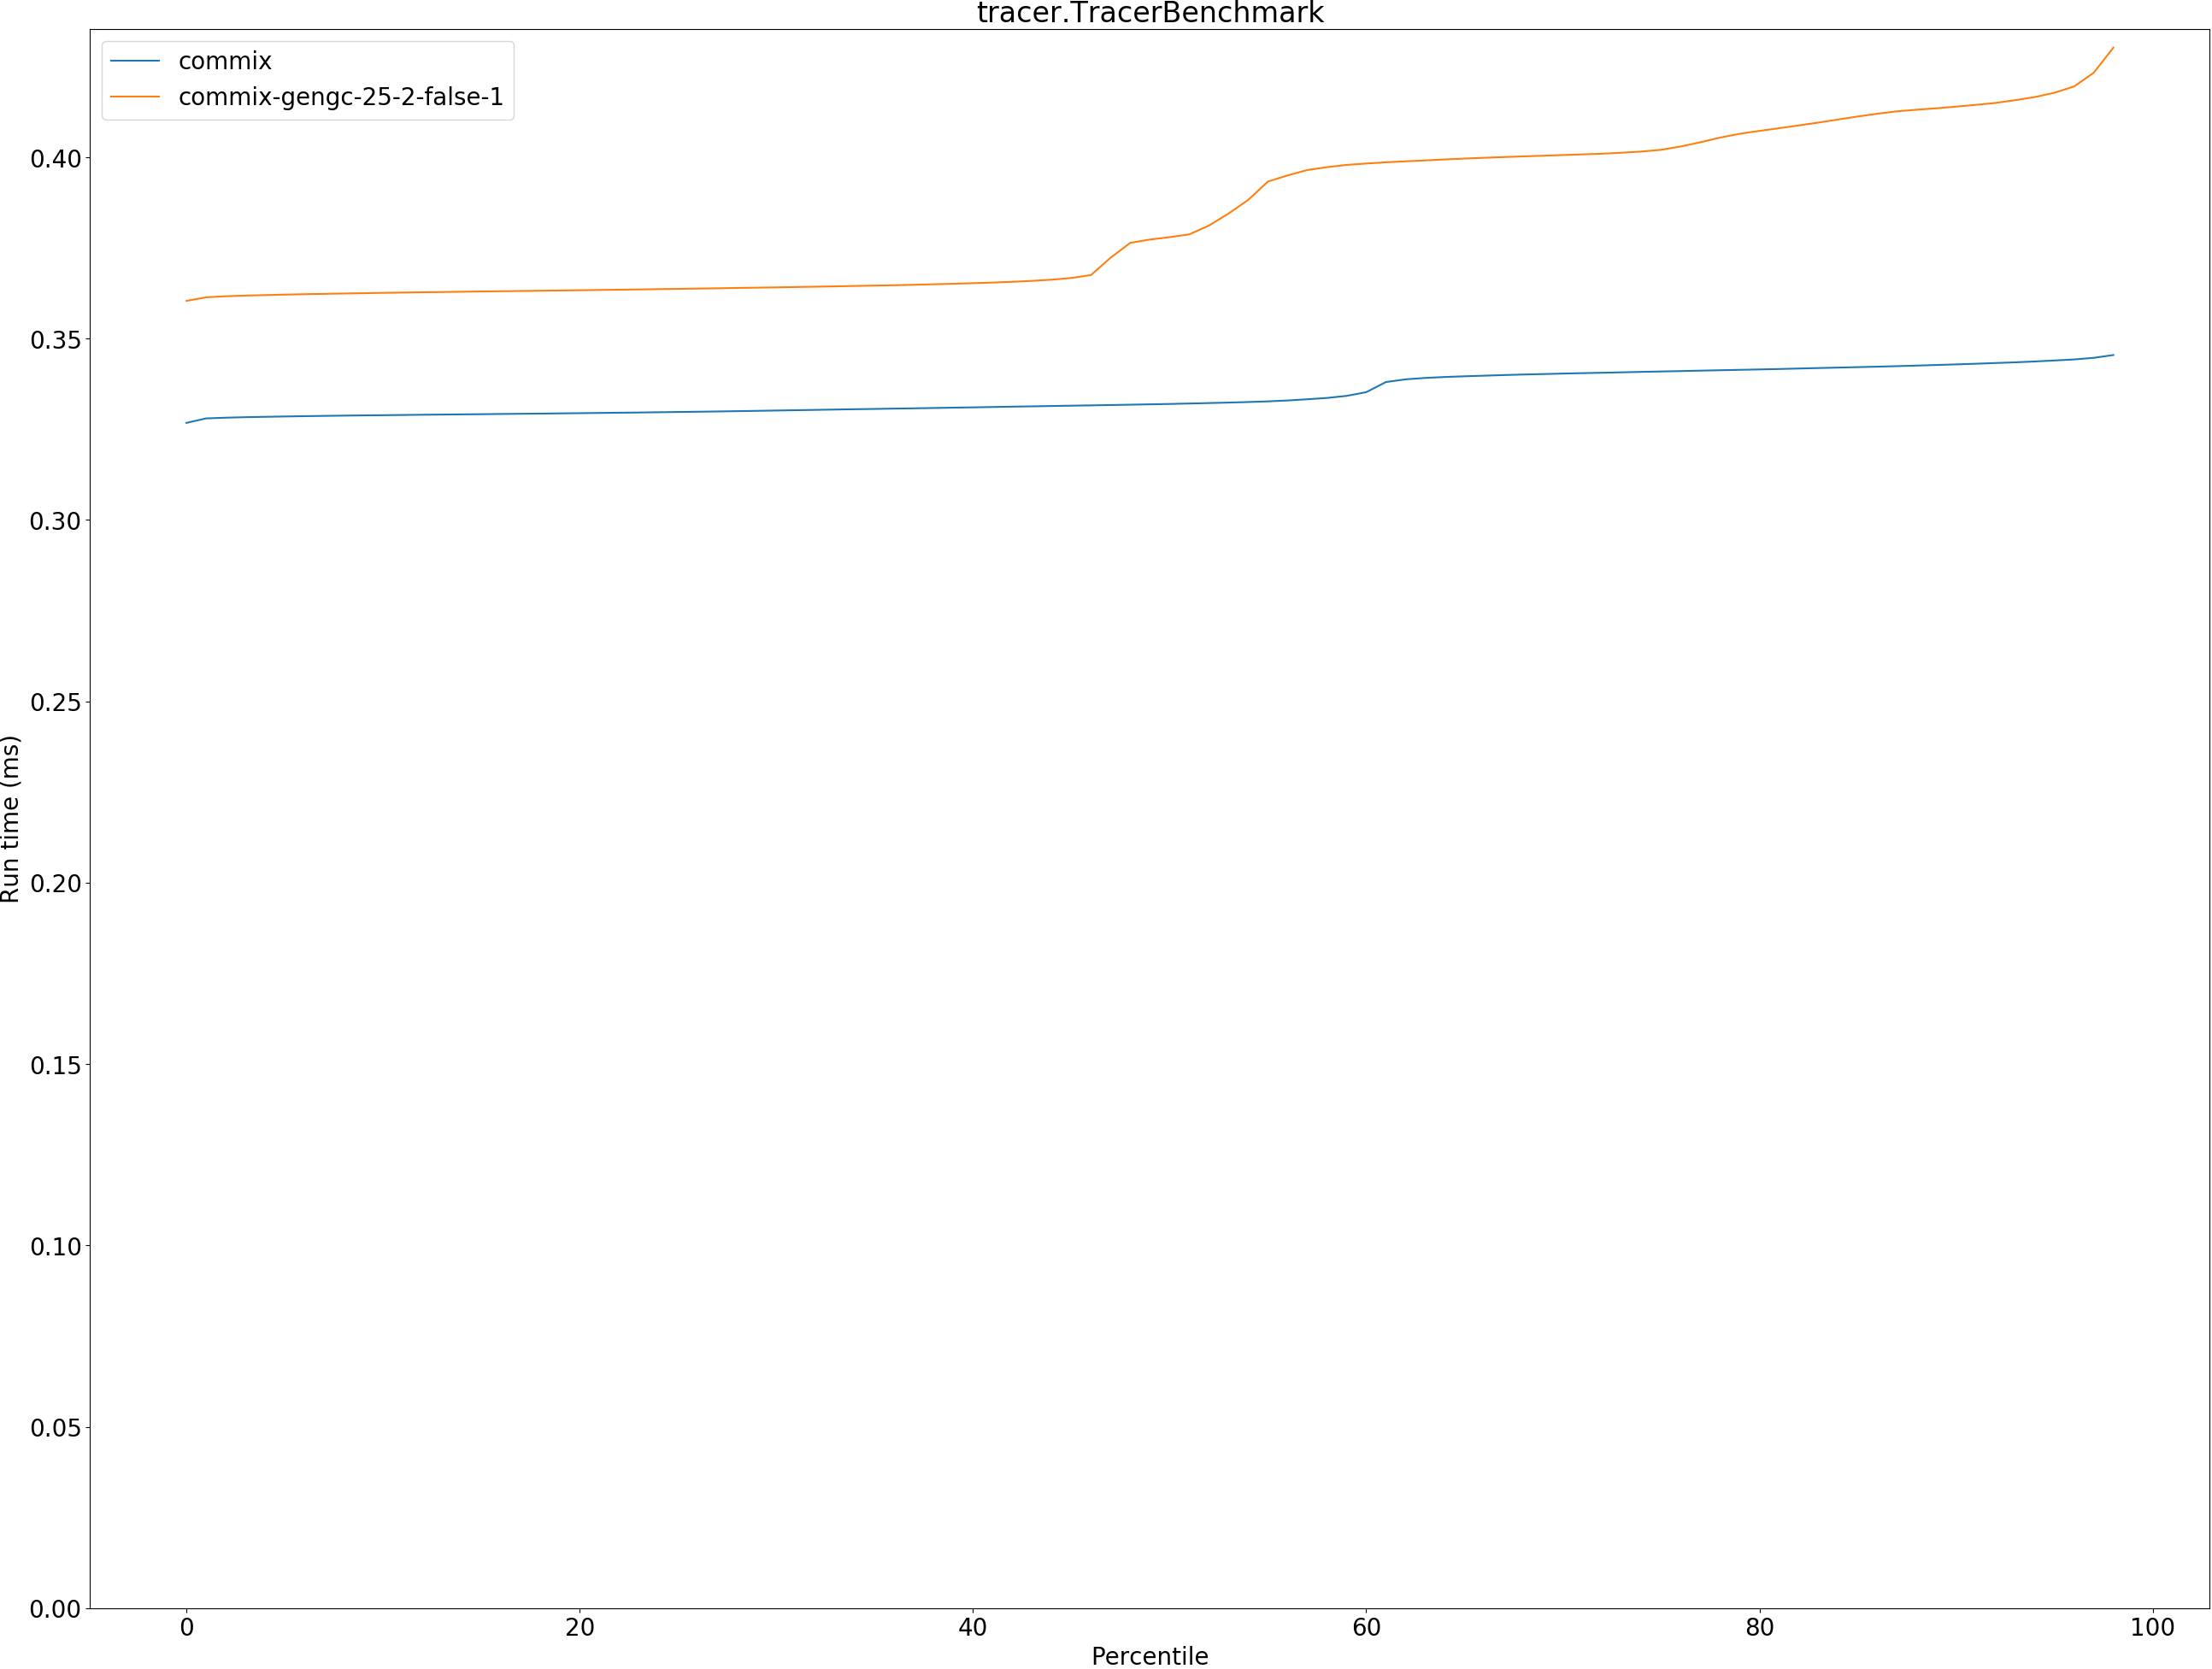 tracer.TracerBenchmark
commix
commix-gengc-25-2-false-1
0.40
0.35
0.30
0.25
0.20
0.15
0.10
0.05
0.00
Run time (ms)
0 20 40 60 80 100
Percentile